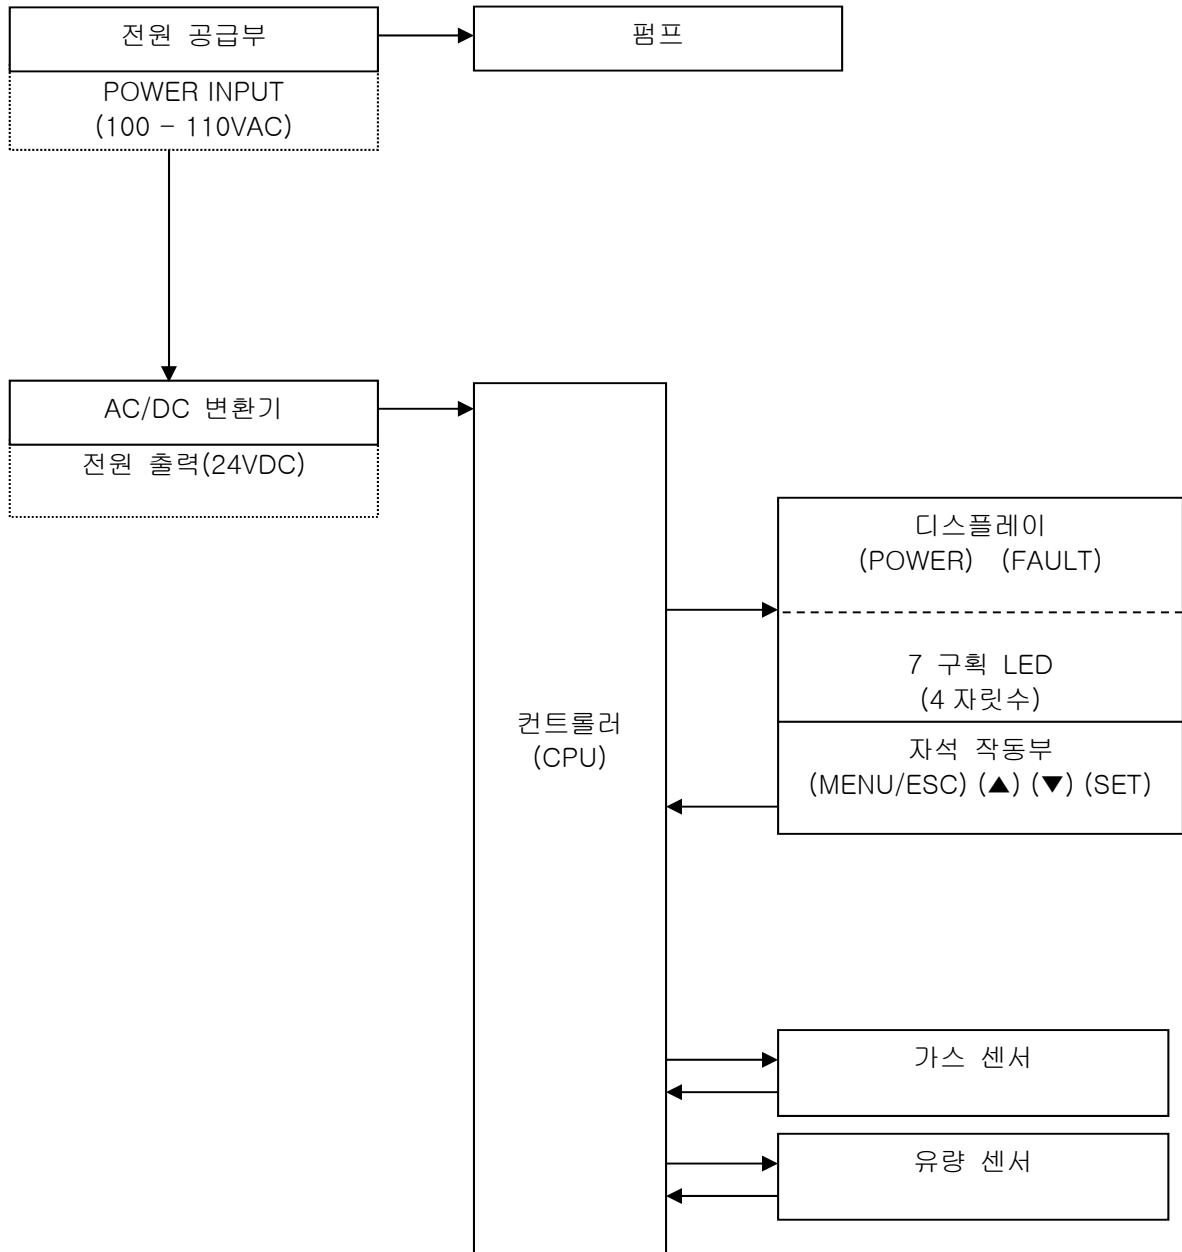 전원 공급부
펌프
POWER INPUT
(100 - 110VAC)
AC/DC 변환기
전원 출력(24VDC)
컨트롤러
(CPU)
디스플레이
(POWER) (FAULT)
7 구획 LED
(4 자릿수)
자석 작동부
(MENU/ESC) (▲) (▼) (SET)
가스 센서
유량 센서